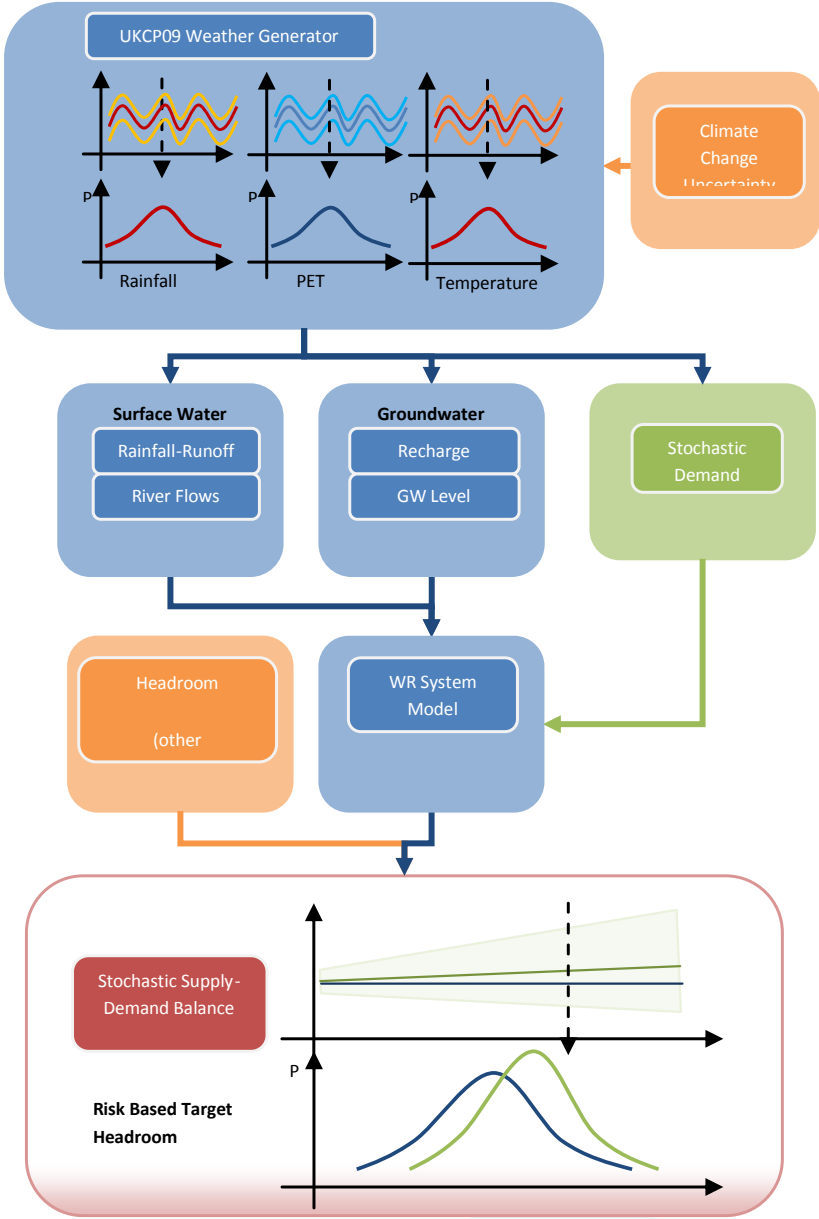 UKCP09 Weather Generator
Climate
Change
Uncertainty
P
P
P
Rainfall
PET
Temperature
Surface Water
Rainfall-Runoff
River Flows
Groundwater
Recharge
GW Level
Stochastic
Demand
Headroom
(other
WR System
Model
Stochastic Supply-
Demand Balance
P
Risk Based Target
Headroom